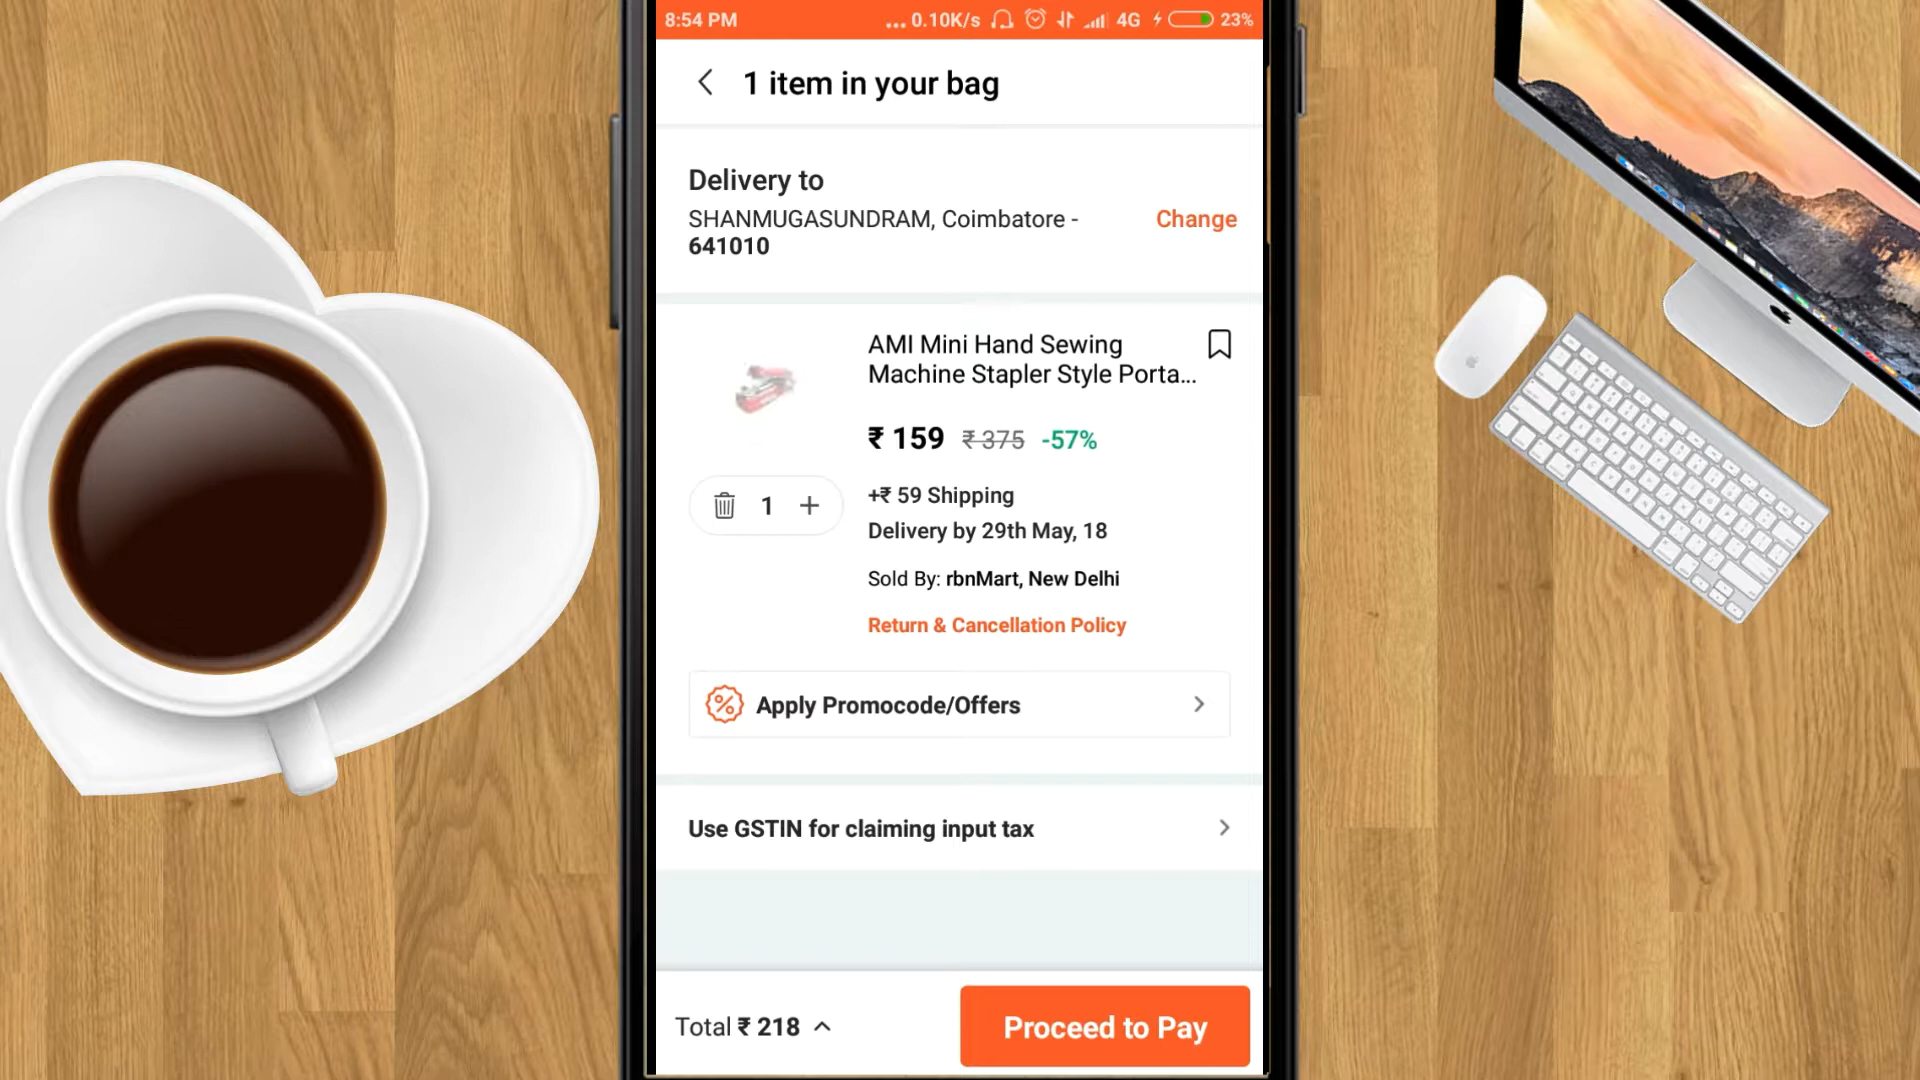 8:54 PM ... 0.10K/s 4G 23%
1 item in your bag
Delivery to
SHANMUGASUNDRAM, Coimbatore -
641010
Change
AMI Mini Hand Sewing
Machine Stapler Style Porta...
₹ 159 ₹ 375 -57%
1 +
+₹ 59 Shipping
Delivery by 29th May, 18
Sold By: rbnMart, New Delhi
Return & Cancellation Policy
% Apply Promocode/Offers
Use GSTIN for claiming input tax
Total ₹ 218
Proceed to Pay